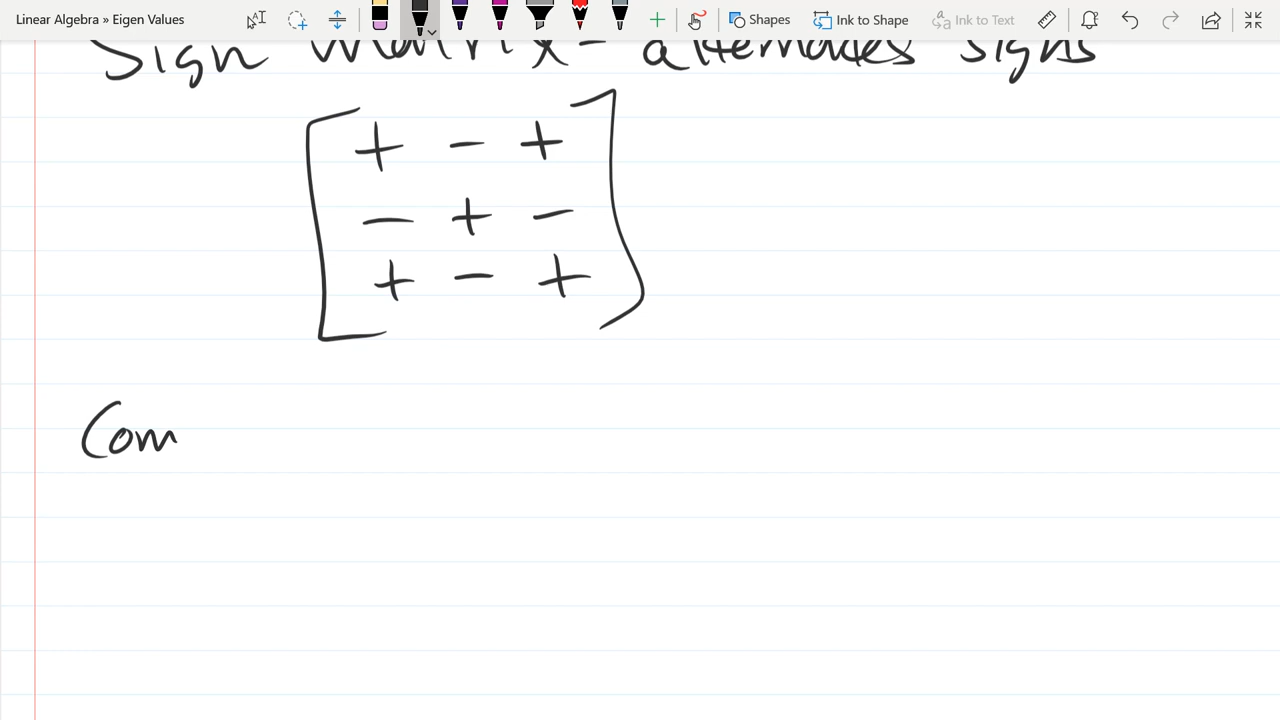 Linear Algebra » Eigen Values
Shapes
Ink to Shape
Ink to Text
Sign Matrix - alternates signs
+ - +
- + -
+ - +
Com